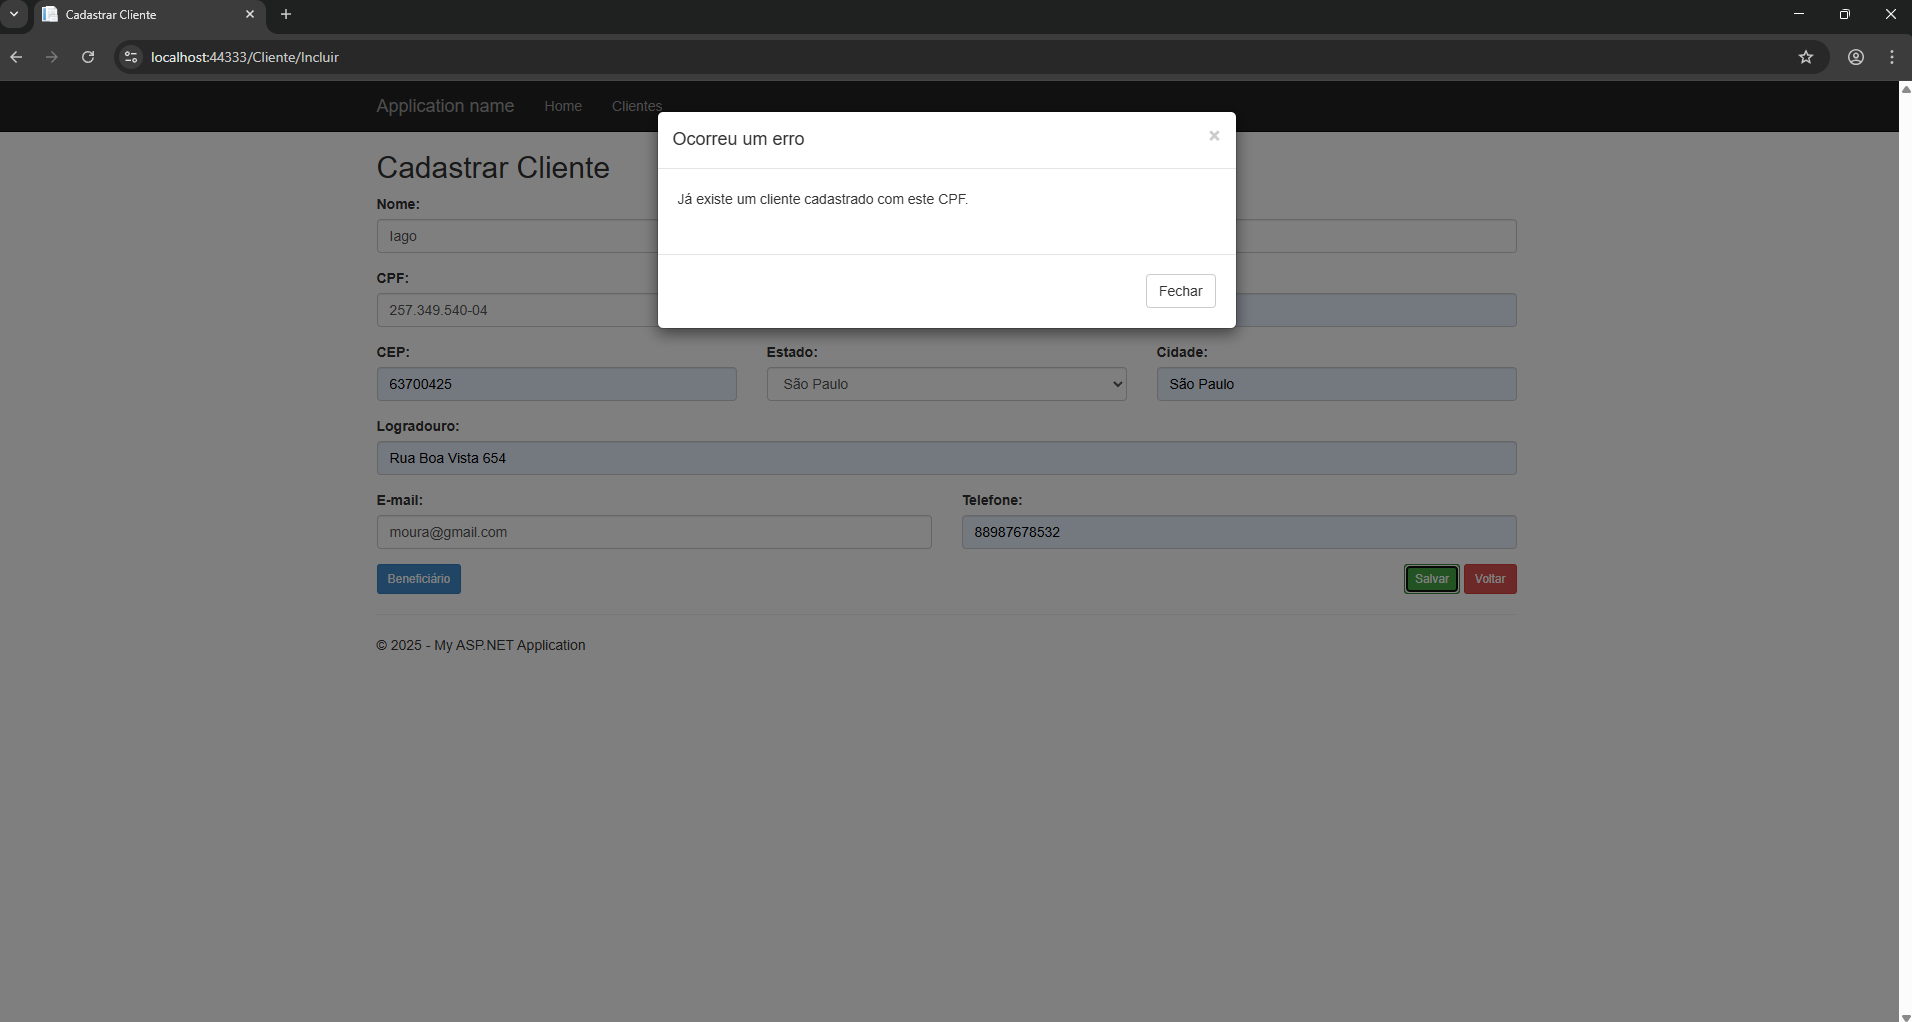 Cadastrar Cliente
localhost:44333/Cliente/Incluir
Application name Home Clientes
Ocorreu um erro ×
Já existe um cliente cadastrado com este CPF.
Fechar
Cadastrar Cliente
Nome:
Iago
CPF:
257.349.540-04
CEP: Estado: Cidade:
63700425 São Paulo São Paulo
Logradouro:
Rua Boa Vista 654
E-mail: Telefone:
moura@gmail.com 88987678532
Beneficiário Salvar Voltar
© 2025 - My ASP.NET Application